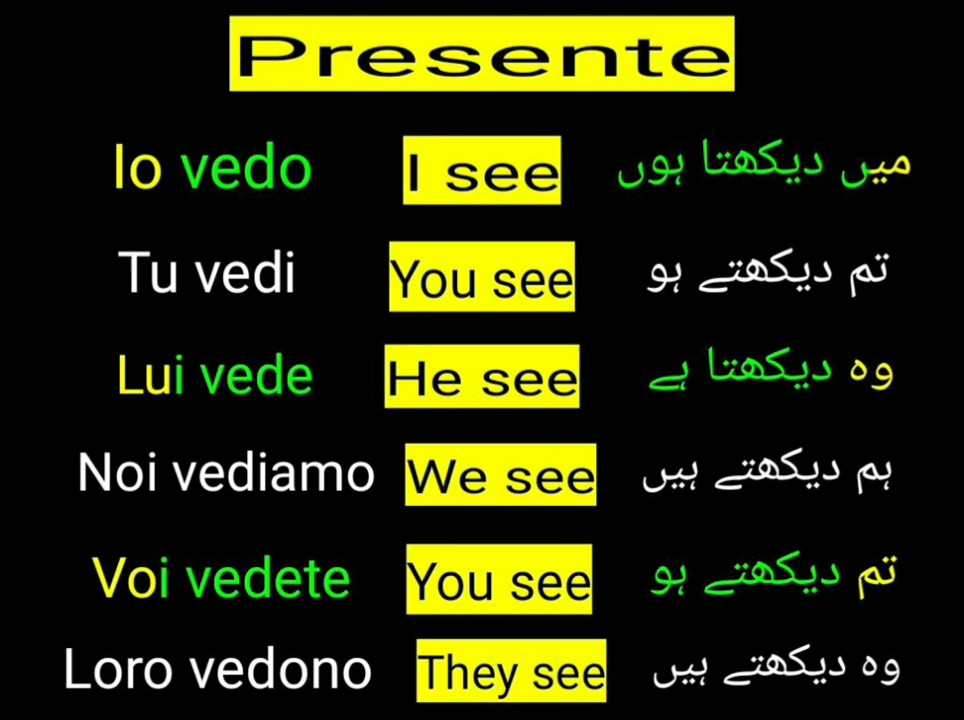 Presente
Io vedo I see میں دیکھتا ہوں
Tu vedi You see تم دیکھتے ہو
Lui vede He see وہ دیکھتا ہے
Noi vediamo We see ہم دیکھتے ہیں
Voi vedete You see تم دیکھتے ہو
Loro vedono They see وہ دیکھتے ہیں